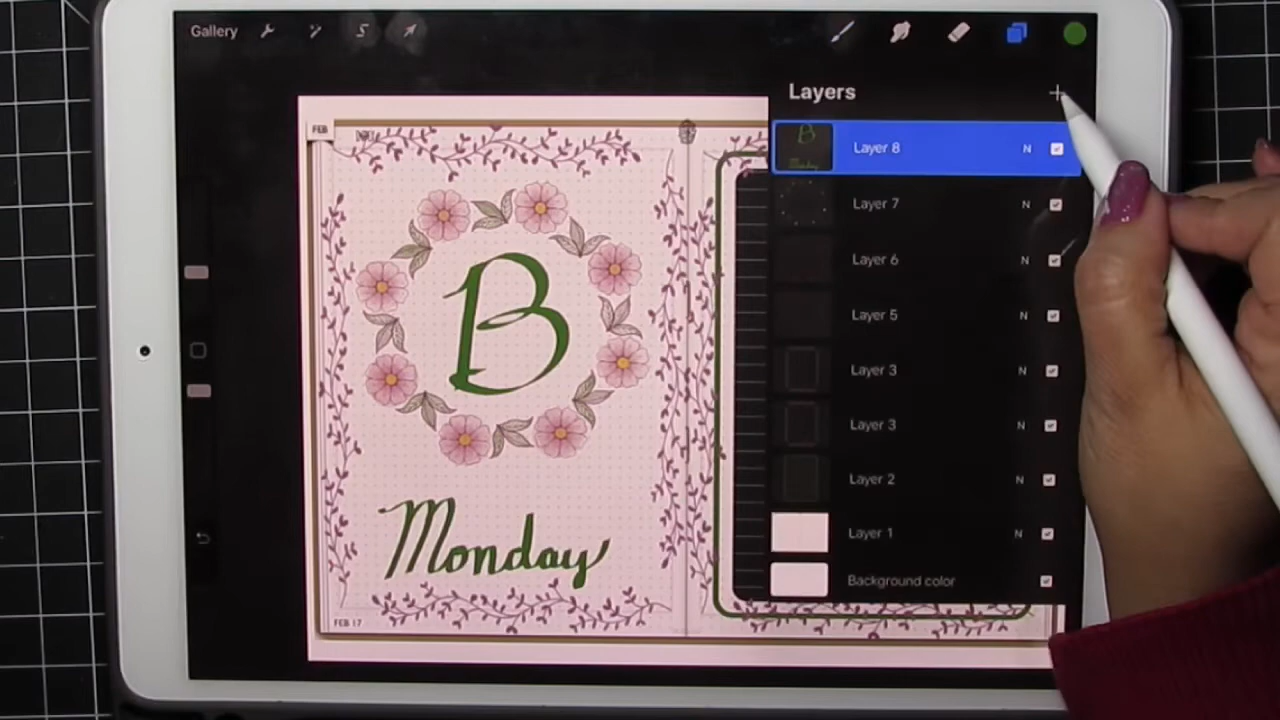 Gallery
Layers
Layer 8 N
Layer 7 N
Layer 6 N
Layer 5 N
Layer 3 N
Layer 3 N
Layer 2 N
Layer 1 N
Background color
FEB
B
Monday
FEB 17